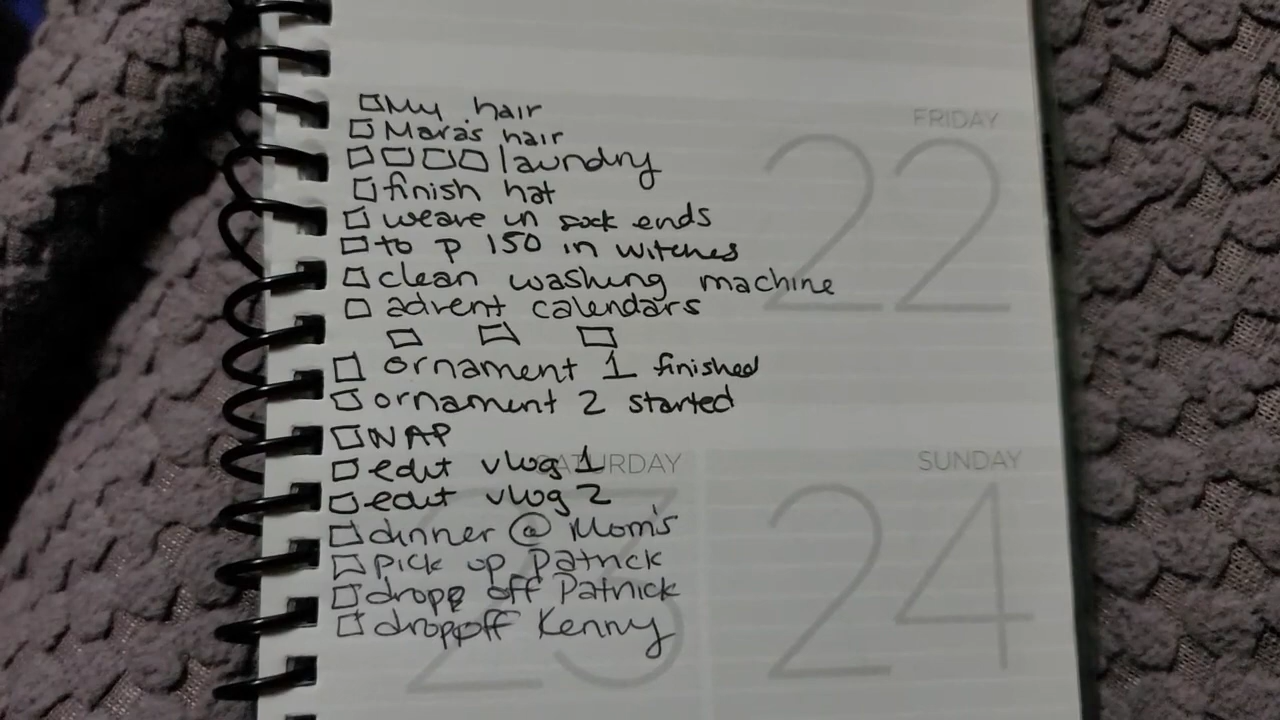 □ My hair
□ Mara's hair
□ □ □ □ laundry
□ finish hat
□ weave in sock ends
□ to p 150 in witches
□ clean washing machine
□ advent calendars
□ □ □
□ ornament 1 finished
□ ornament 2 started
□ NAP
□ edit vlog 1
□ edit vlog 2
□ dinner @ Mom's
□ pick up Patrick
□ dropp off Patrick
□ droppoff Kenny
FRIDAY
22
SATURDAY
23
SUNDAY
24